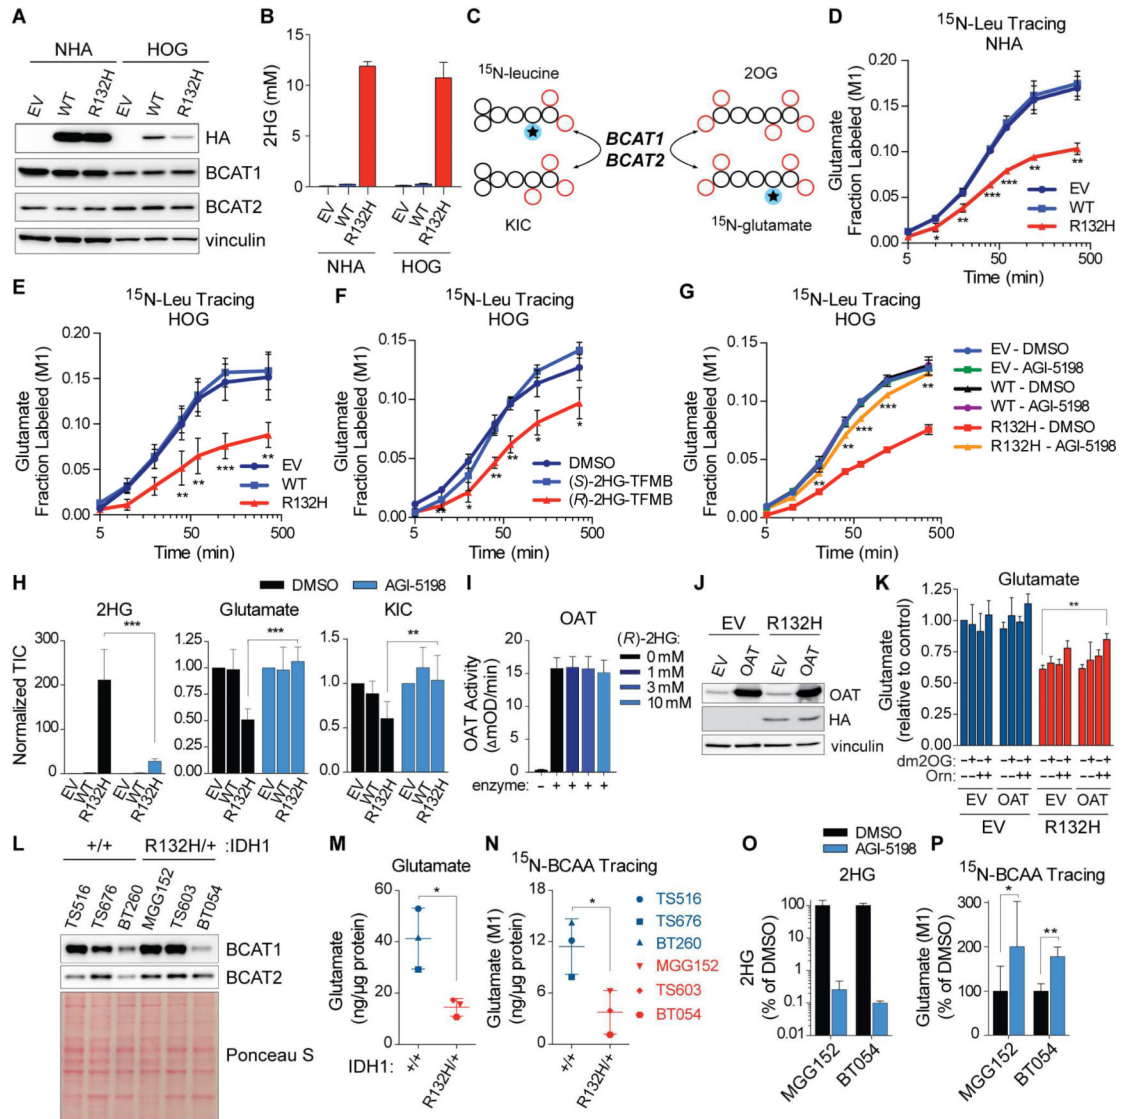 A
NHA HOG
EV WT R132H EV WT R132H
HA
BCAT1
BCAT2
vinculin
B
2HG (mM)
15
10
5
0
EV WT R132H EV WT R132H
NHA HOG
C
15N-leucine 2OG
BCAT1
BCAT2
KIC 15N-glutamate
D
15N-Leu Tracing
NHA
Glutamate
Fraction Labeled (M1)
0.20
0.15
0.10
0.05
0.00
* ** *** *** ** **
EV
WT
R132H
5 50 500
Time (min)
E
15N-Leu Tracing
HOG
Glutamate
Fraction Labeled (M1)
0.20
0.15
0.10
0.05
0.00
** ** *** **
EV
WT
R132H
5 50 500
Time (min)
F
15N-Leu Tracing
HOG
Glutamate
Fraction Labeled (M1)
0.15
0.10
0.05
0.00
** * ** ** * *
DMSO
(S)-2HG-TFMB
(R)-2HG-TFMB
5 50 500
Time (min)
G
15N-Leu Tracing
HOG
Glutamate
Fraction Labeled (M1)
0.15
0.10
0.05
0.00
** ** *** *** **
5 50 500
Time (min)
EV - DMSO
EV - AGI-5198
WT - DMSO
WT - AGI-5198
R132H - DMSO
R132H - AGI-5198
H
DMSO AGI-5198
2HG Glutamate KIC
Normalized TIC
300
200
100
0
***
EV WT R132H EV WT R132H
1.25
1.00
0.75
0.50
0.25
0.00
***
EV WT R132H EV WT R132H
1.5
1.0
0.5
0.0
**
EV WT R132H EV WT R132H
I
OAT
OAT Activity
(ΔmOD/min)
20
15
10
5
0
enzyme: - + + + +
(R)-2HG:
0 mM
1 mM
3 mM
10 mM
J
EV R132H
EV OAT EV OAT
OAT
HA
vinculin
K
Glutamate
Glutamate
(relative to control)
1.25
1.00
0.75
0.50
0.25
0.00
**
dm2OG -+-+ -+-+ -+-+ -+-+
Orn: --++ --++ --++ --++
EV OAT EV OAT
EV R132H
L
+/+ R132H/+ :IDH1
TS516 TS676 BT260 MGG152 TS603 BT054
BCAT1
BCAT2
Ponceau S
M
Glutamate
Glutamate
(ng/μg protein)
60
40
20
0
*
IDH1: +/+ R132H/+
N
15N-BCAA Tracing
Glutamate (M1)
(ng/μg protein)
18
12
6
0
*
+/+ R132H/+
TS516
TS676
BT260
MGG152
TS603
BT054
DMSO
AGI-5198
O
2HG
2HG
(% of DMSO)
100
10
1
0.1
0.01
MGG152 BT054
P
15N-BCAA Tracing
Glutamate (M1)
(% of DMSO)
300
200
100
0
* **
MGG152 BT054